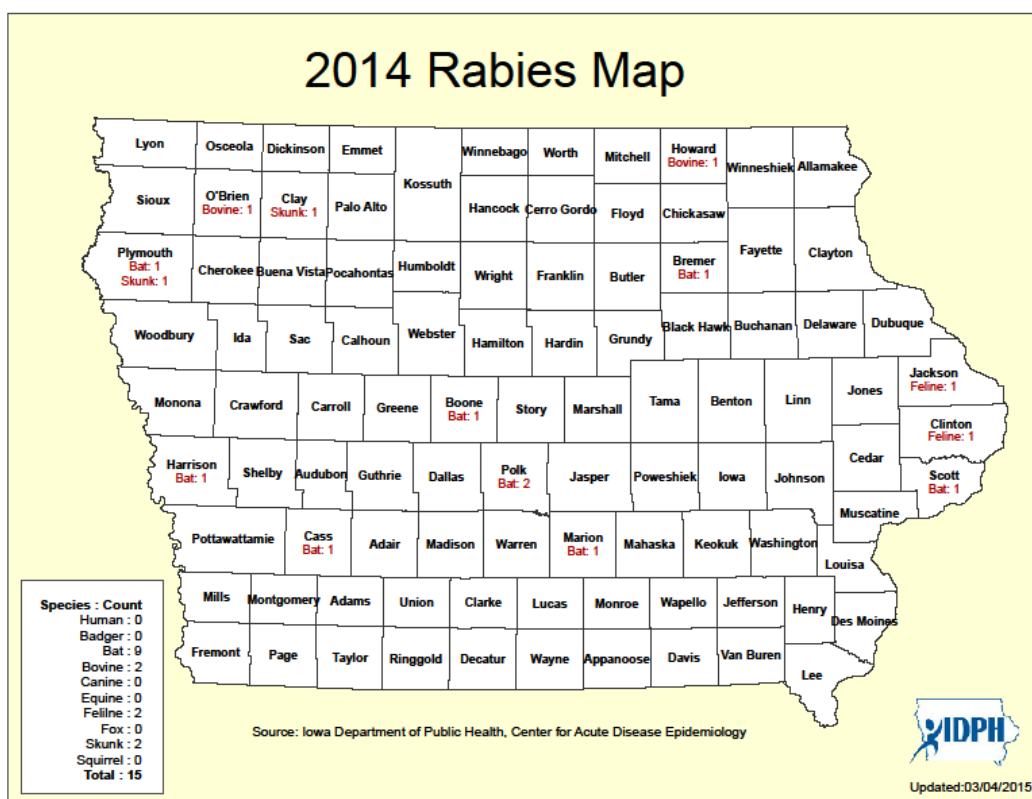 2014 Rabies Map
Lyon
Osceola
Dickinson
Emmet
Kossuth
Winnebago
Worth
Mitchell
Howard
Bovine: 1
Winneshiek
Allamakee
Sioux
O'Brien
Bovine: 1
Clay
Skunk: 1
Palo Alto
Hancock
Cerro Gordo
Floyd
Chickasaw
Plymouth
Bat: 1
Skunk: 1
Cherokee
Buena Vista
Pocahontas
Humboldt
Wright
Franklin
Butler
Bremer
Bat: 1
Fayette
Clayton
Woodbury
Ida
Sac
Calhoun
Webster
Hamilton
Hardin
Grundy
Black Hawk
Buchanan
Delaware
Dubuque
Monona
Crawford
Carroll
Greene
Boone
Bat: 1
Story
Marshall
Tama
Benton
Linn
Jones
Jackson
Feline: 1
Clinton
Feline: 1
Harrison
Bat: 1
Shelby
Audubon
Guthrie
Dallas
Polk
Bat: 2
Jasper
Poweshiek
Iowa
Johnson
Cedar
Scott
Bat: 1
Muscatine
Pottawattamie
Cass
Bat: 1
Adair
Madison
Warren
Marion
Bat: 1
Mahaska
Keokuk
Washington
Louisa
Mills
Montgomery
Adams
Union
Clarke
Lucas
Monroe
Wapello
Jefferson
Henry
Des Moines
Fremont
Page
Taylor
Ringgold
Decatur
Wayne
Appanoose
Davis
Van Buren
Lee
Species : Count
Human : 0
Badger : 0
Bat : 9
Bovine : 2
Canine : 0
Equine : 0
Felilne : 2
Fox : 0
Skunk : 2
Squirrel : 0
Total : 15
Source: Iowa Department of Public Health, Center for Acute Disease Epidemiology
IDPH
Updated:03/04/2015